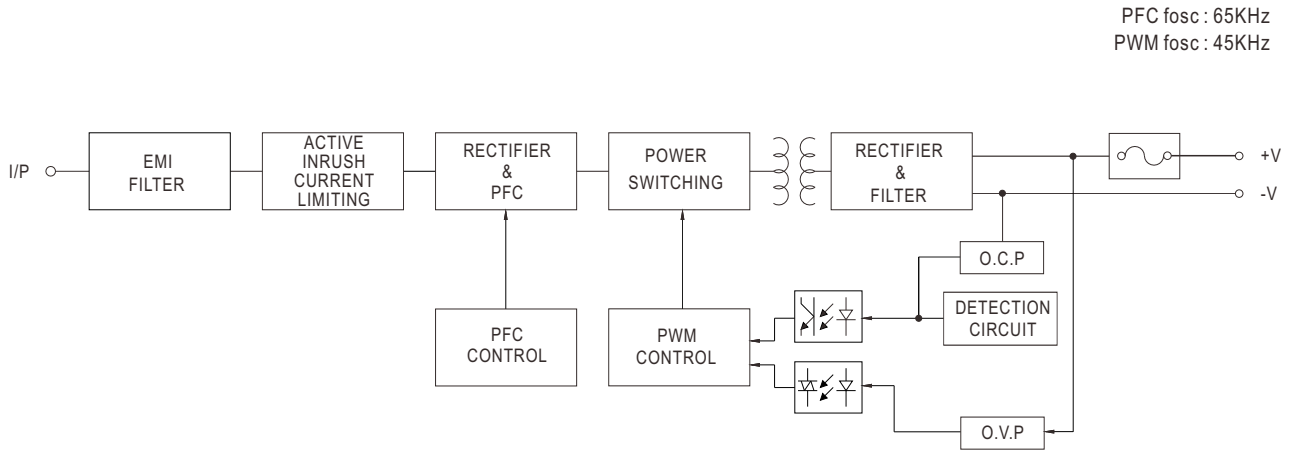 PFC fosc : 65KHz
PWM fosc : 45KHz
I/P
EMI
FILTER
ACTIVE
INRUSH
CURRENT
LIMITING
RECTIFIER
&
PFC
POWER
SWITCHING
RECTIFIER
&
FILTER
+V
-V
O.C.P
DETECTION
CIRCUIT
PFC
CONTROL
PWM
CONTROL
O.V.P